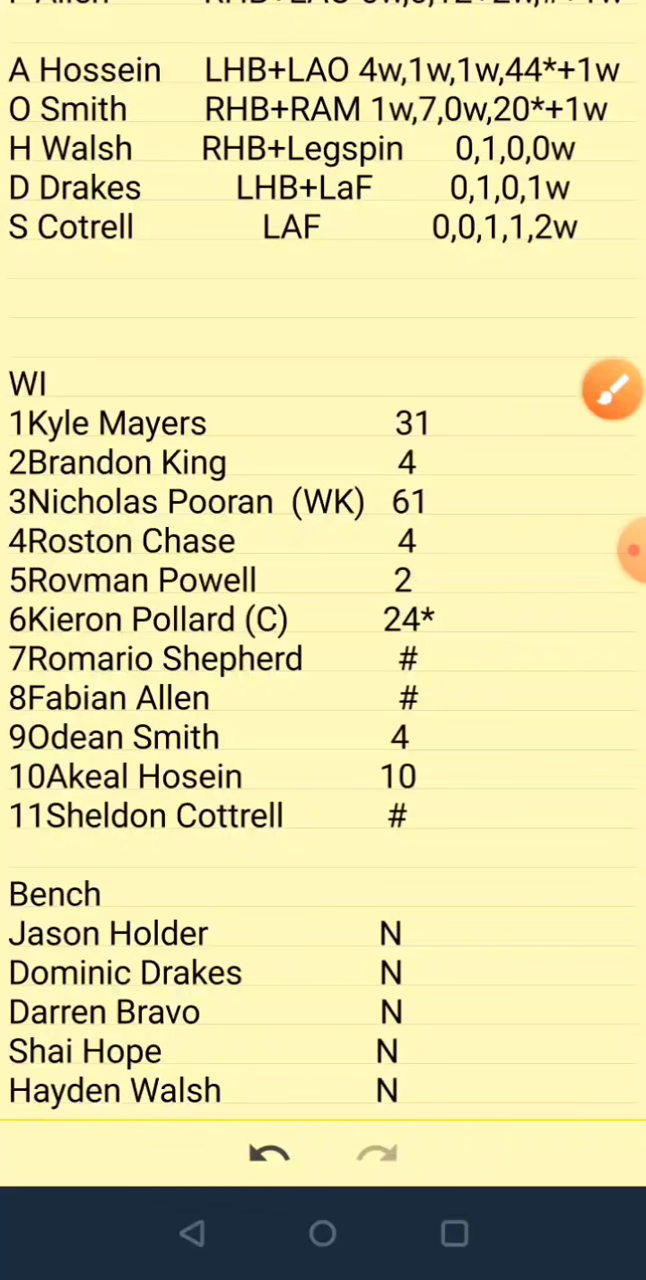 A Hossein LHB+LAO 4w,1w,1w,44*+1w
O Smith RHB+RAM 1w,7,0w,20*+1w
H Walsh RHB+Legspin 0,1,0,0w
D Drakes LHB+LaF 0,1,0,1w
S Cotrell LAF 0,0,1,1,2w
WI
1Kyle Mayers 31
2Brandon King 4
3Nicholas Pooran (WK) 61
4Roston Chase 4
5Rovman Powell 2
6Kieron Pollard (C) 24*
7Romario Shepherd #
8Fabian Allen #
9Odean Smith 4
10Akeal Hosein 10
11Sheldon Cottrell #
Bench
Jason Holder N
Dominic Drakes N
Darren Bravo N
Shai Hope N
Hayden Walsh N